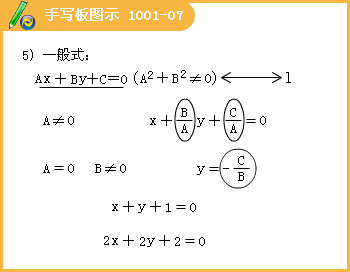 手写板图示 1001-07
5) 一般式：
Ax + By + C = 0 (A² + B² ≠ 0) ⟷ l
A ≠ 0 x + B/A y + C/A = 0
A = 0 B ≠ 0 y = - C/B
x + y + 1 = 0
2x + 2y + 2 = 0